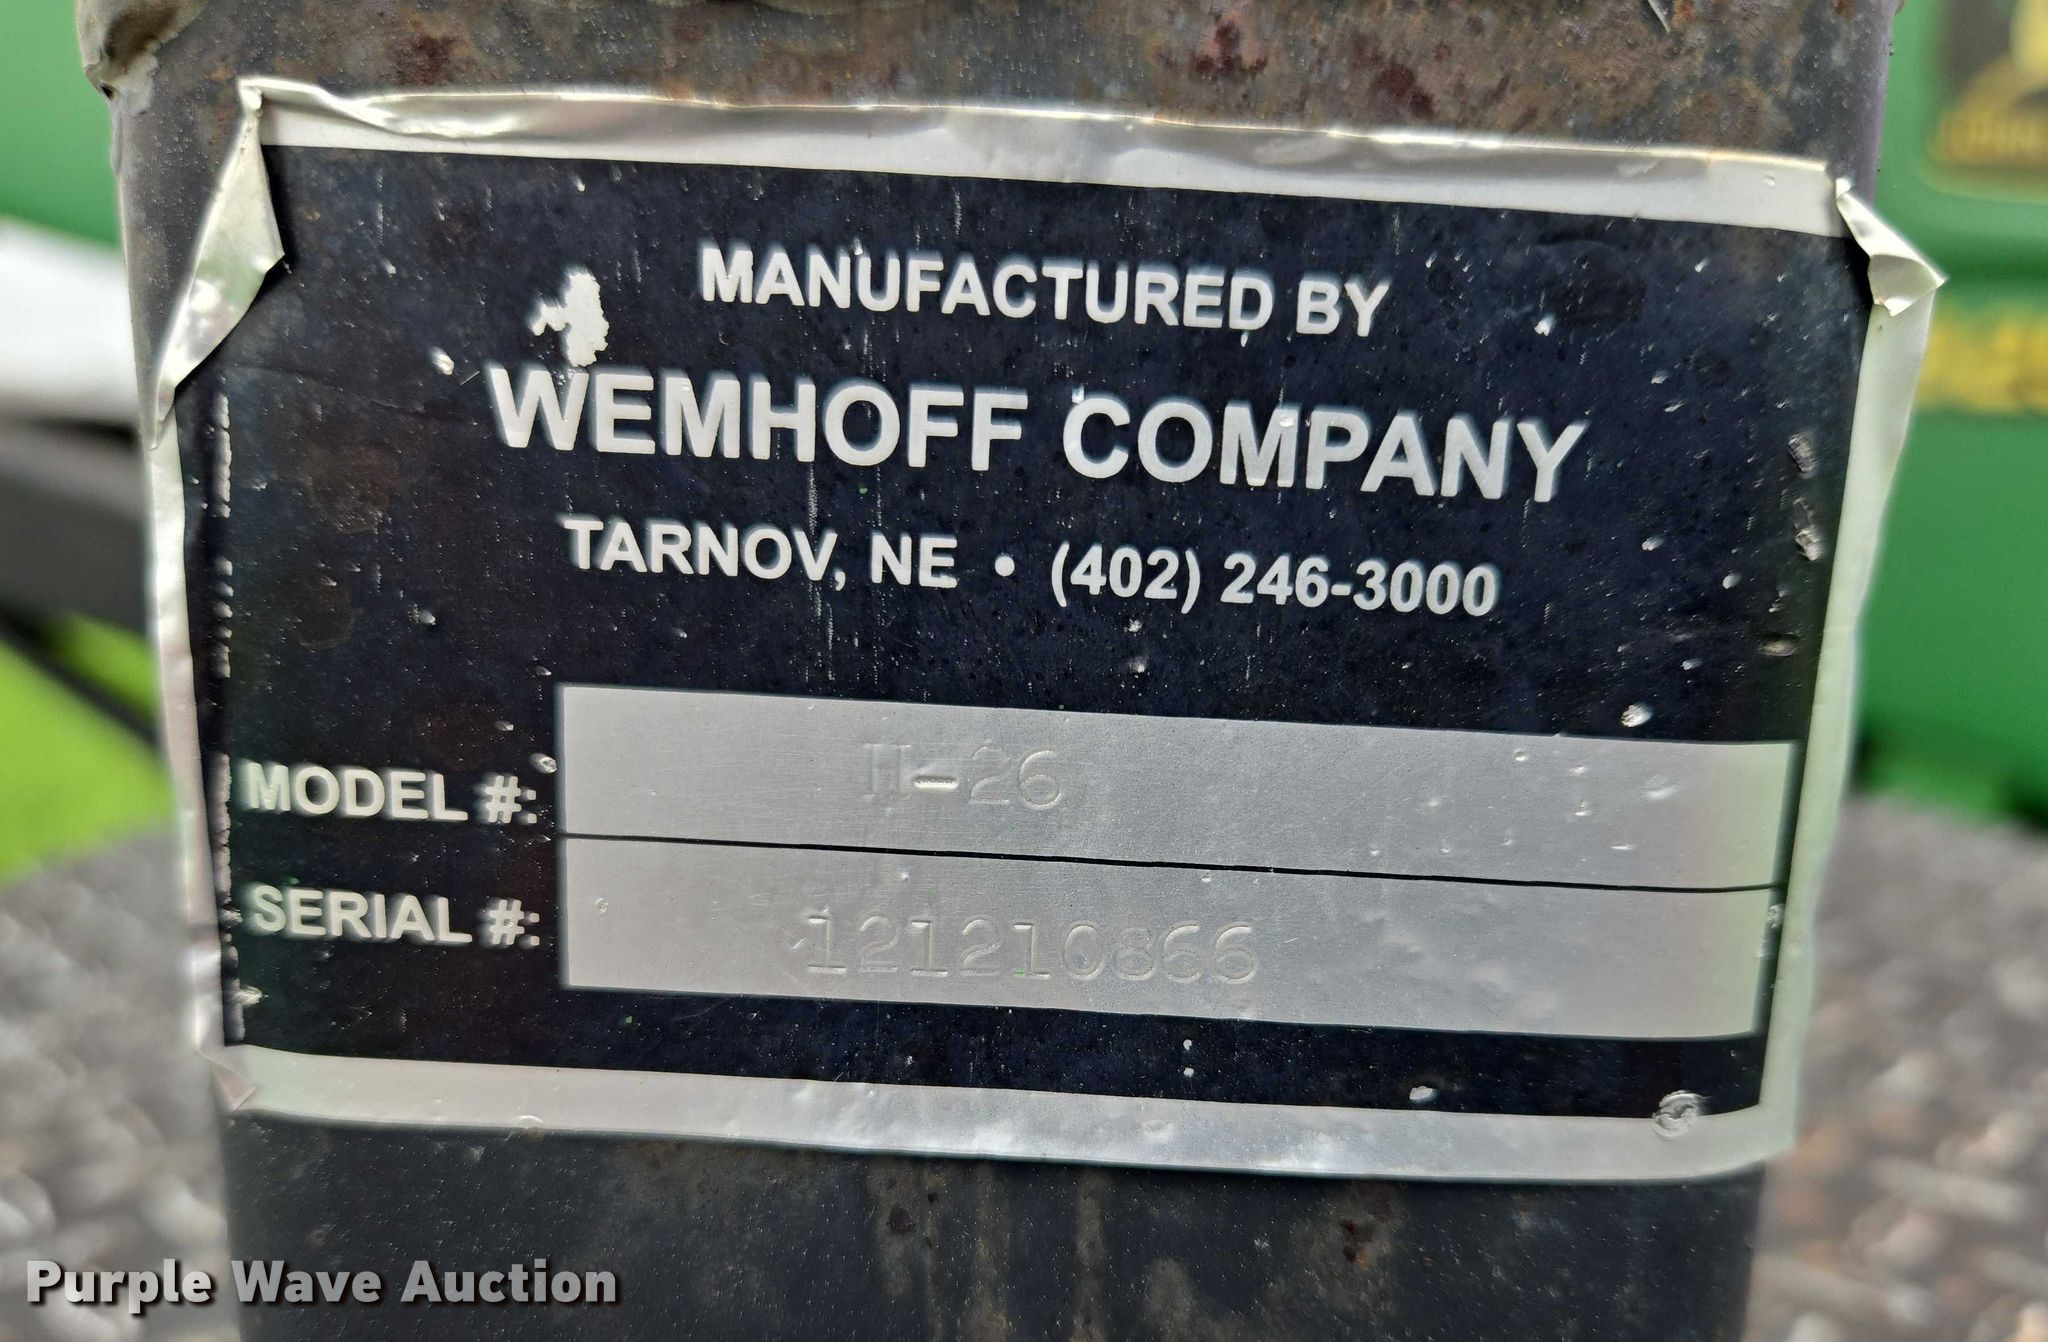 MANUFACTURED BY
WEMHOFF COMPANY
TARNOV, NE • (402) 246-3000
MODEL #: II-26
SERIAL #: 121210866
Purple Wave Auction